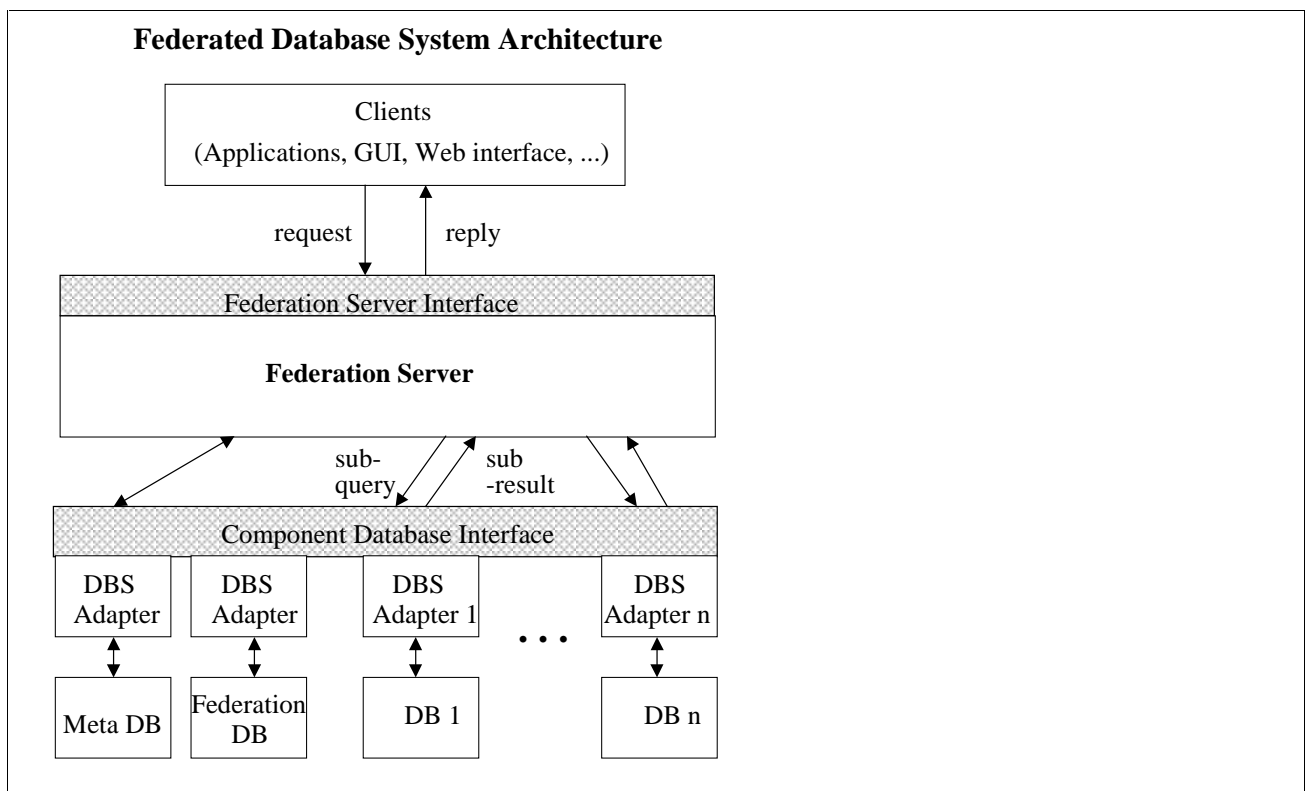 Federated Database System Architecture
Clients
(Applications, GUI, Web interface, ...)
request
reply
Federation Server Interface
Federation Server
sub-
query
sub
-result
Component Database Interface
DBS
Adapter
DBS
Adapter
DBS
Adapter 1
...
DBS
Adapter n
Meta DB
Federation
DB
DB 1
DB n